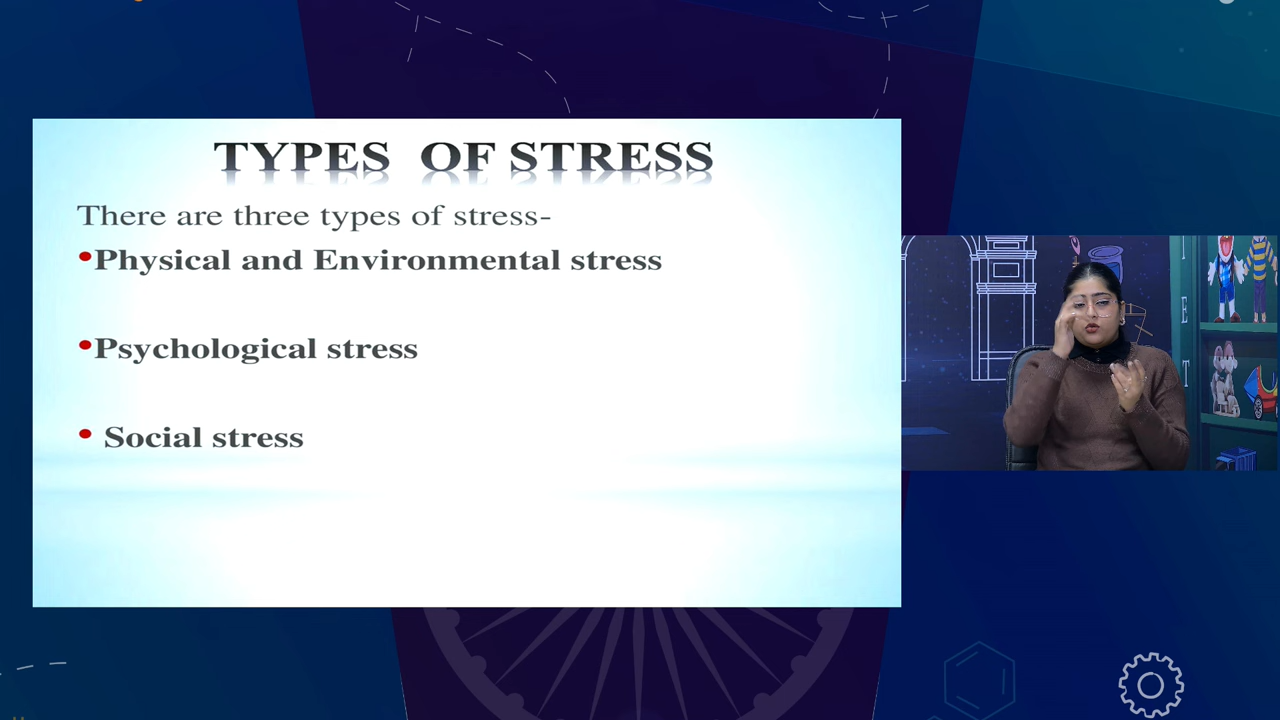 TYPES OF STRESS
There are three types of stress-
•Physical and Environmental stress
•Psychological stress
• Social stress